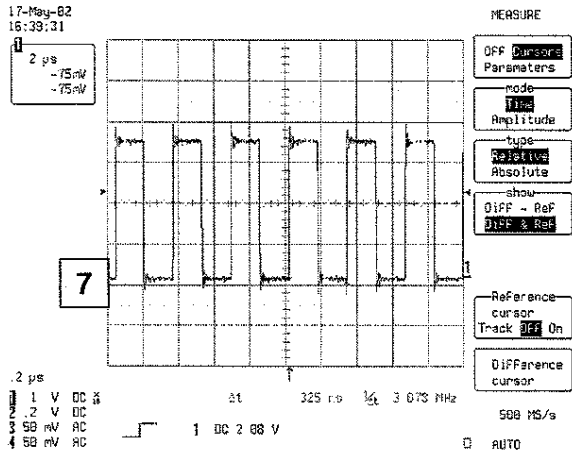 17-May-02
16:39:31
1
2 µs
-75mV
-75mV
7
1
.2 µs
1 1 V DC
2 .2 V DC
3 50 mV AC
4 50 mV AC
Δt 325 ns 1/Δt 3.078 MHz
1 DC 2.08 V
MEASURE
OFF Cursors
Parameters
mode
Time
Amplitude
type
Relative
Absolute
show
Diff - Ref
Diff & Ref
Reference
cursor
Track Off On
Difference
cursor
500 MS/s
AUTO